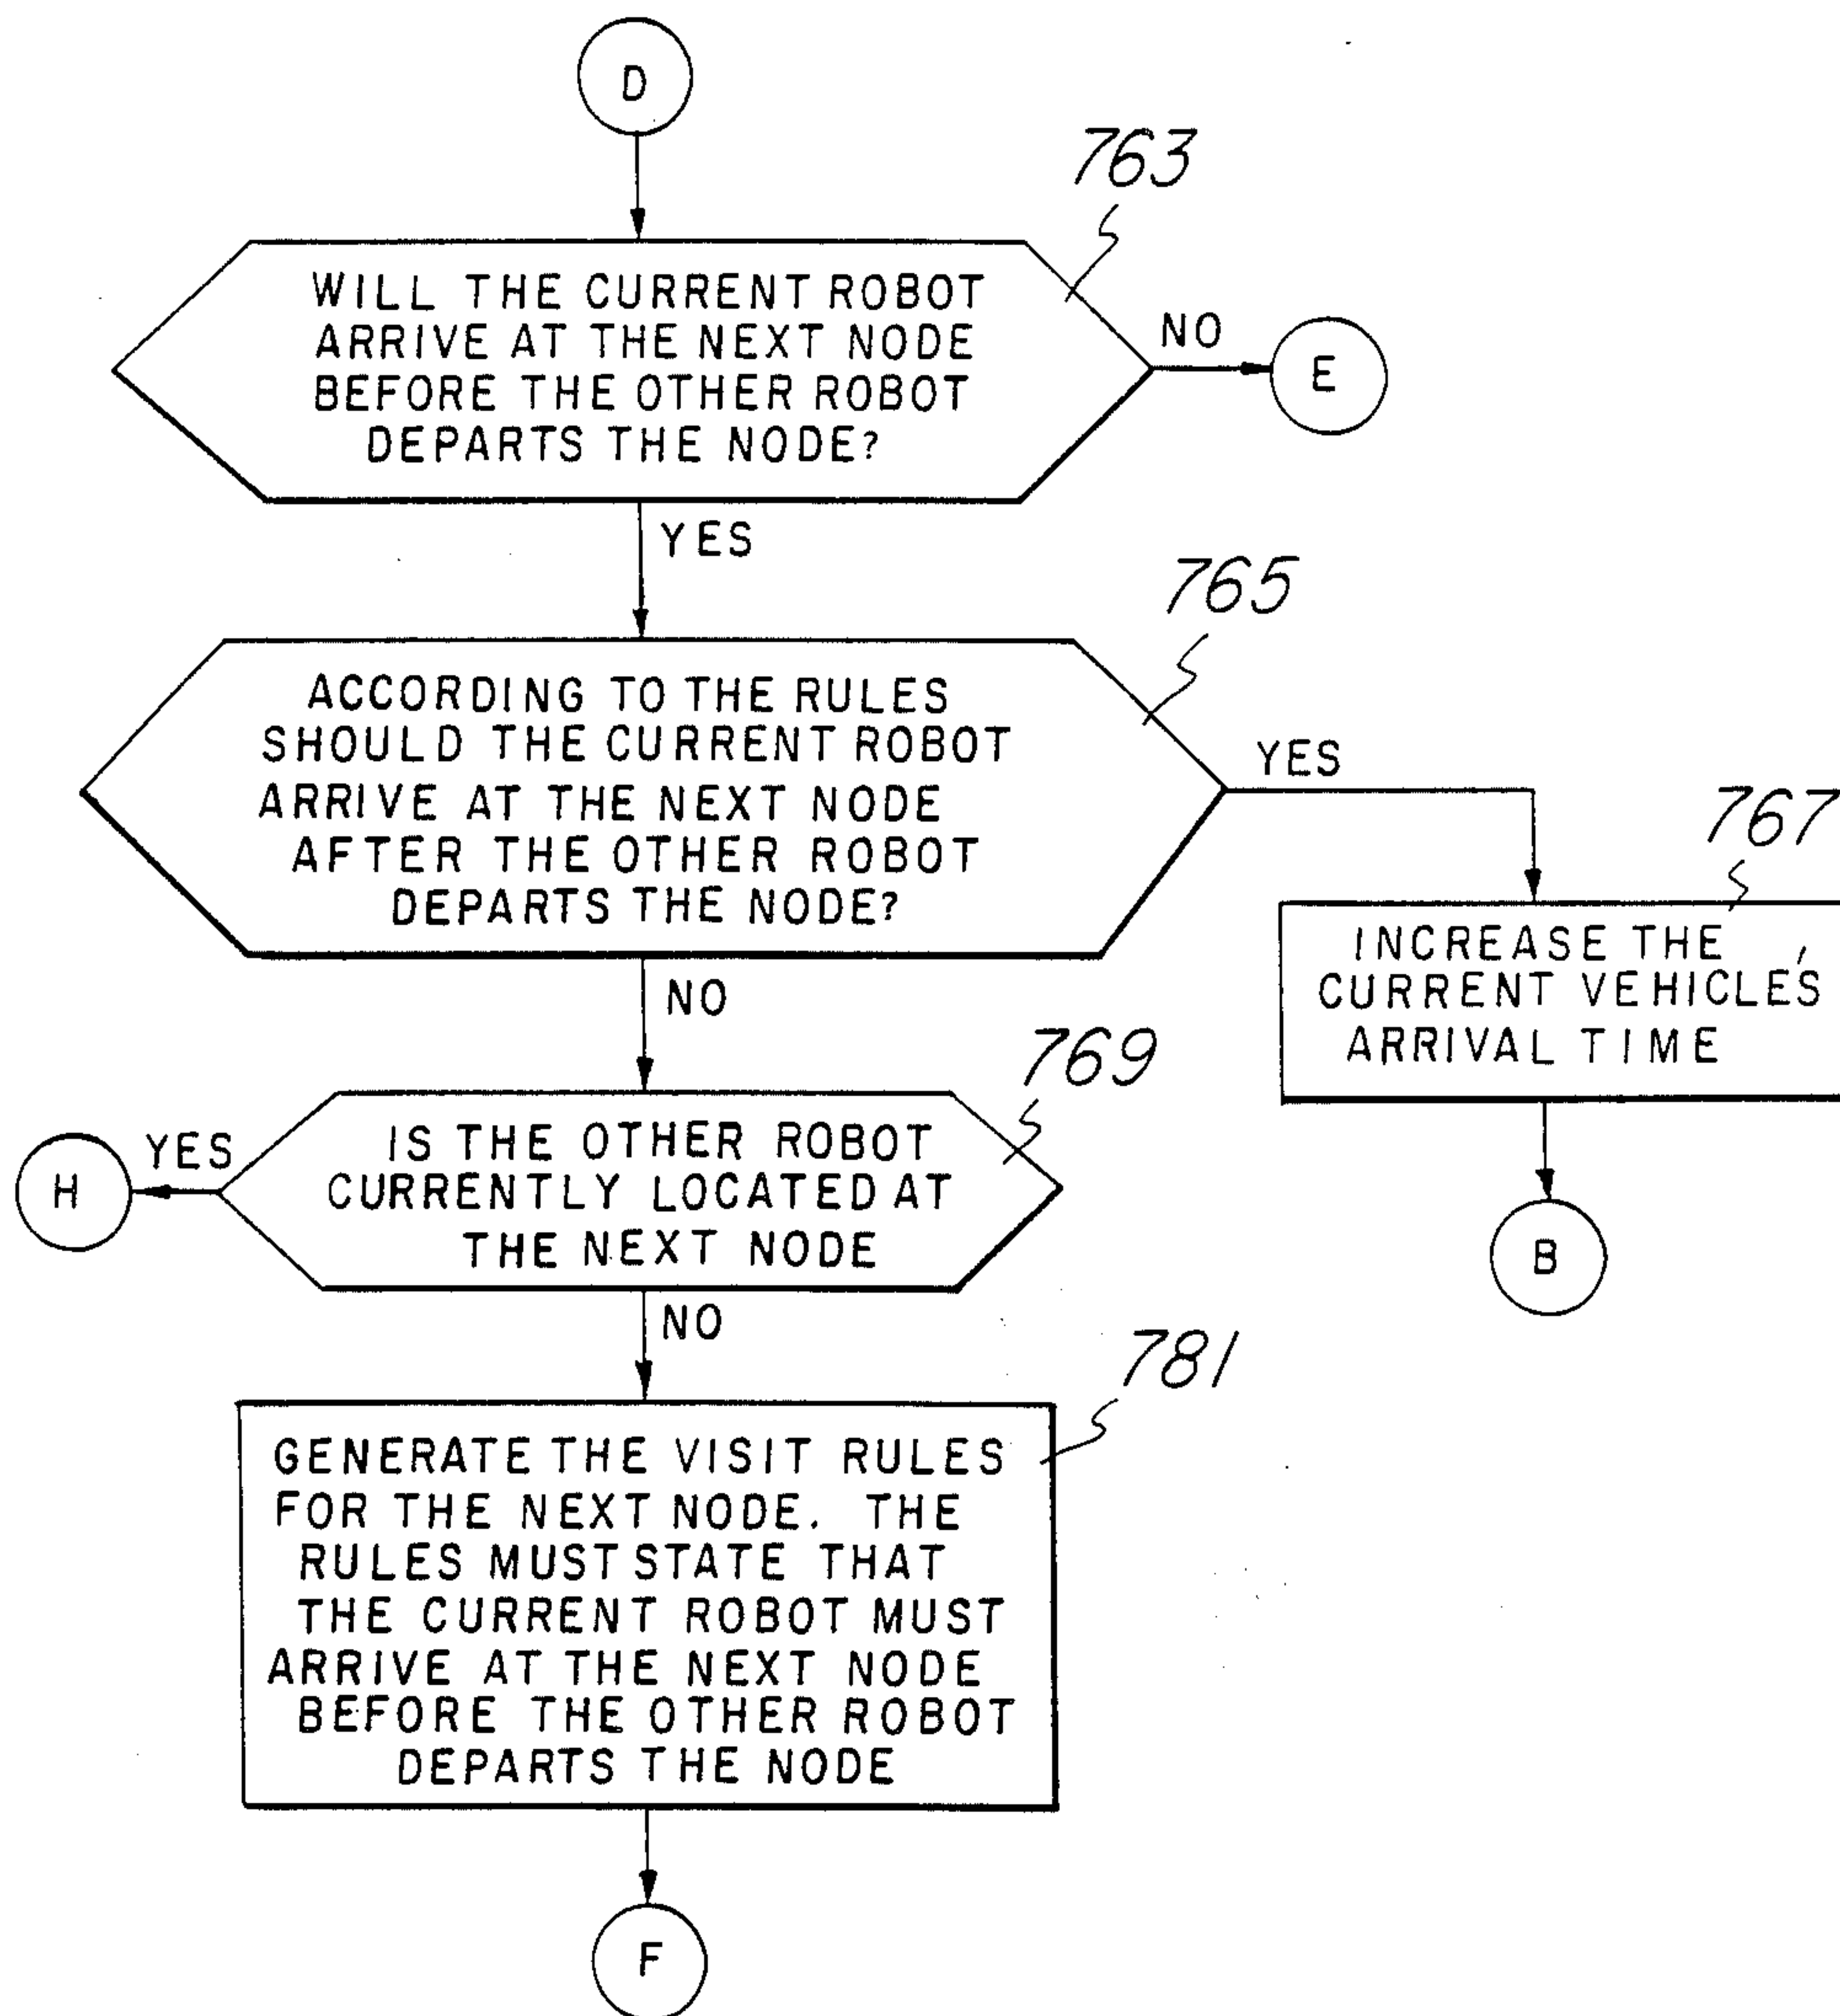 D
763
WILL THE CURRENT ROBOT
ARRIVE AT THE NEXT NODE
BEFORE THE OTHER ROBOT
DEPARTS THE NODE?
NO
E
YES
765
ACCORDING TO THE RULES
SHOULD THE CURRENT ROBOT
ARRIVE AT THE NEXT NODE
AFTER THE OTHER ROBOT
DEPARTS THE NODE?
YES
767
INCREASE THE
CURRENT VEHICLE'S
ARRIVAL TIME
B
NO
769
IS THE OTHER ROBOT
CURRENTLY LOCATED AT
THE NEXT NODE
YES
H
NO
781
GENERATE THE VISIT RULES
FOR THE NEXT NODE. THE
RULES MUST STATE THAT
THE CURRENT ROBOT MUST
ARRIVE AT THE NEXT NODE
BEFORE THE OTHER ROBOT
DEPARTS THE NODE
F